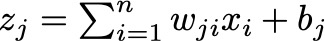 z_j = \sum_{i=1}^{n} w_{ji} x_i + b_j